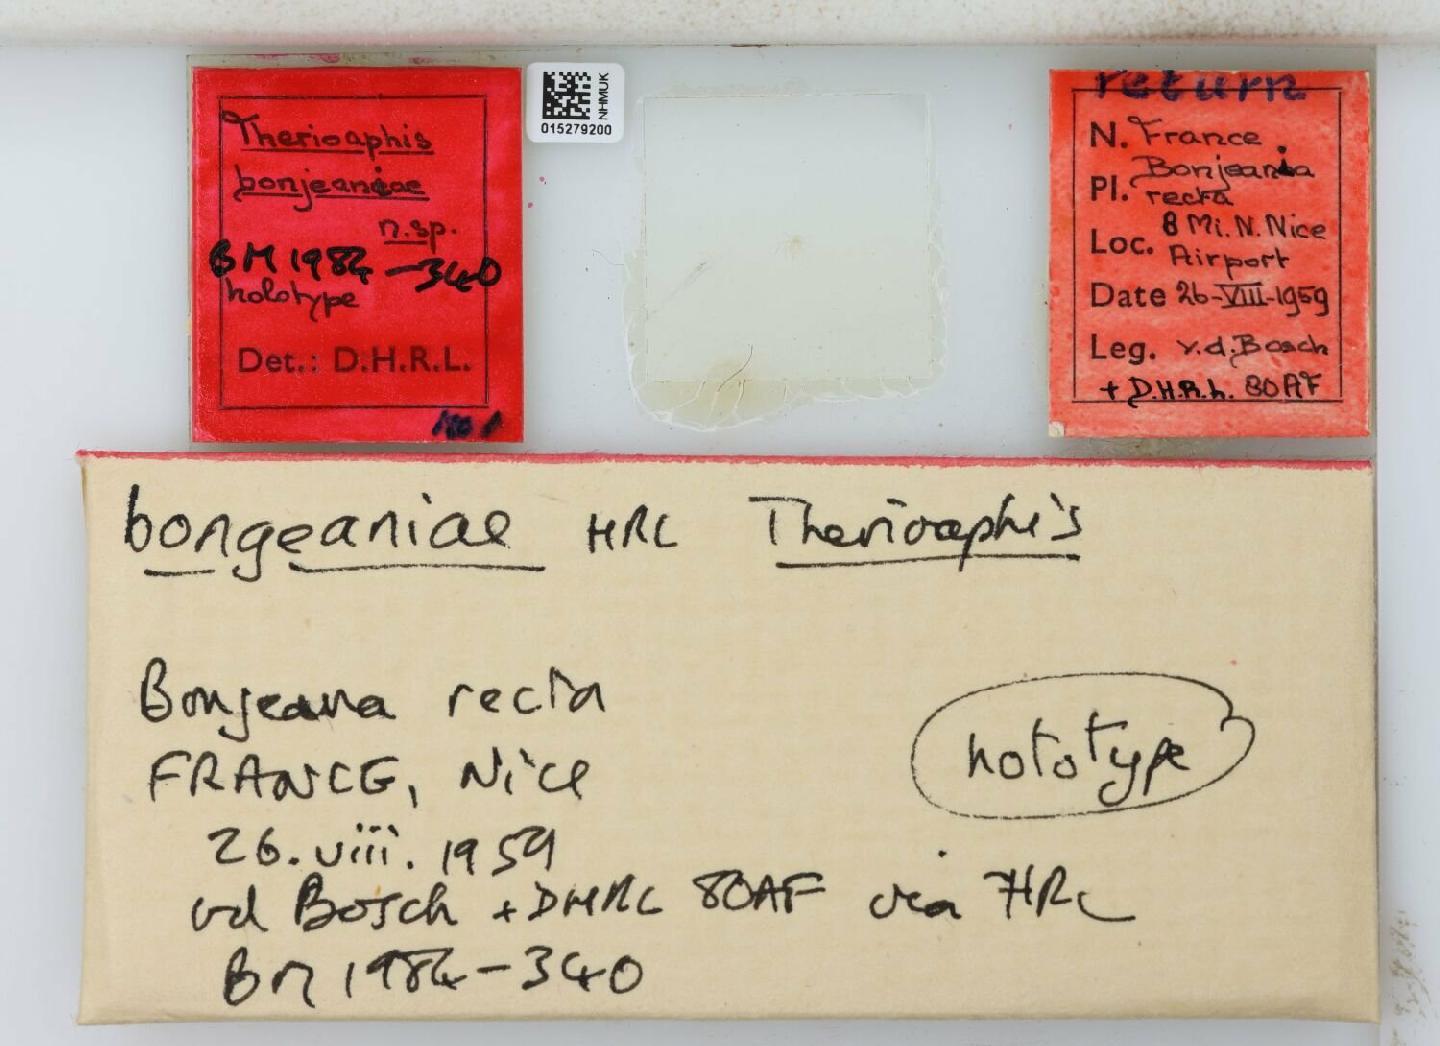 Therioaphis
bonjeaniae
n.sp.
BM 1984-340
holotype
Det.: D.H.R.L.
NHMUK
015279200
return
N. France
Bonjeania
Pl. recta
8 Mi. N. Nice
Loc. Airport
Date 26-VIII-1959
Leg. v.d. Bosch
+ D.H.R.L. 80AF
bongeaniae HRL Therioaphis
Bonjeana recta
FRANCE, Nice
holotype
26.viii.1959
vd Bosch + DHRL 80AF via HRL
BM 1984-340